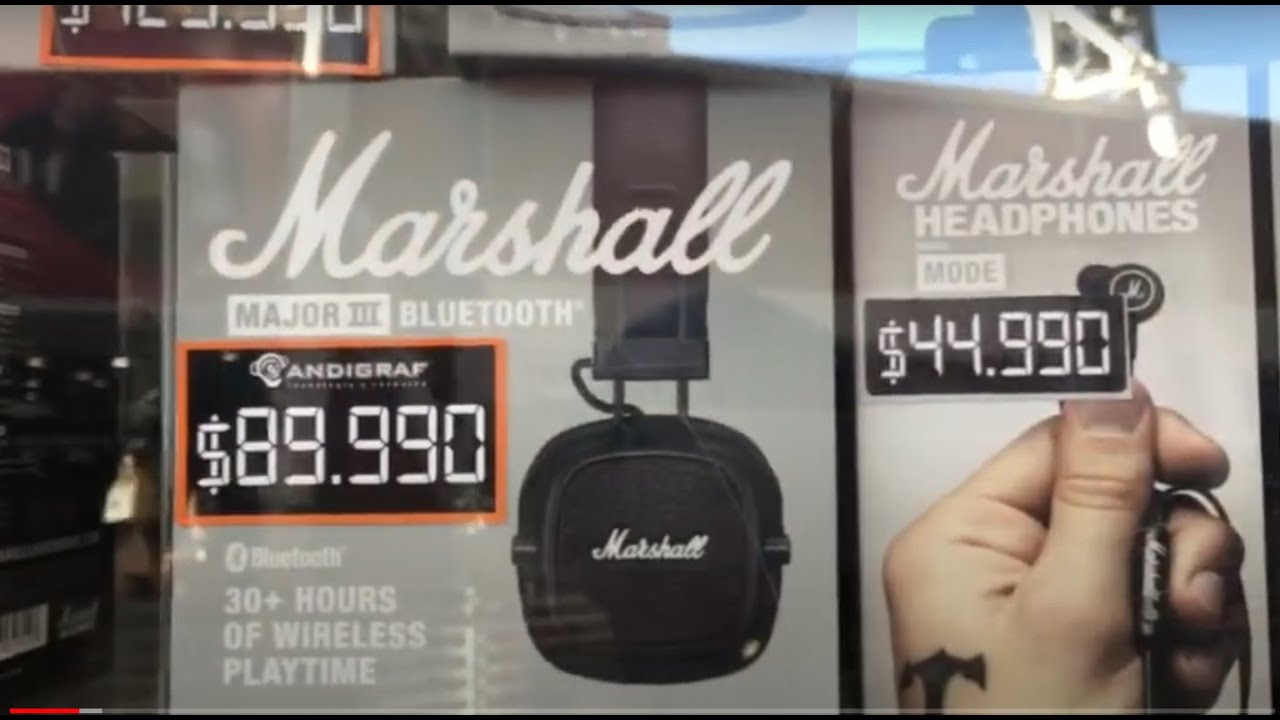 Marshall
MAJOR III BLUETOOTH
ANDIGRAF
$89.990
Bluetooth
30+ HOURS
OF WIRELESS
PLAYTIME
Marshall
Marshall
HEADPHONES
MODE
$44.990
Marshall